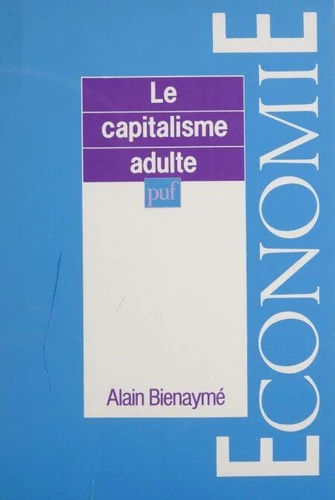 Le
capitalisme
adulte
puf
Alain Bienaymé
ECONOMIE